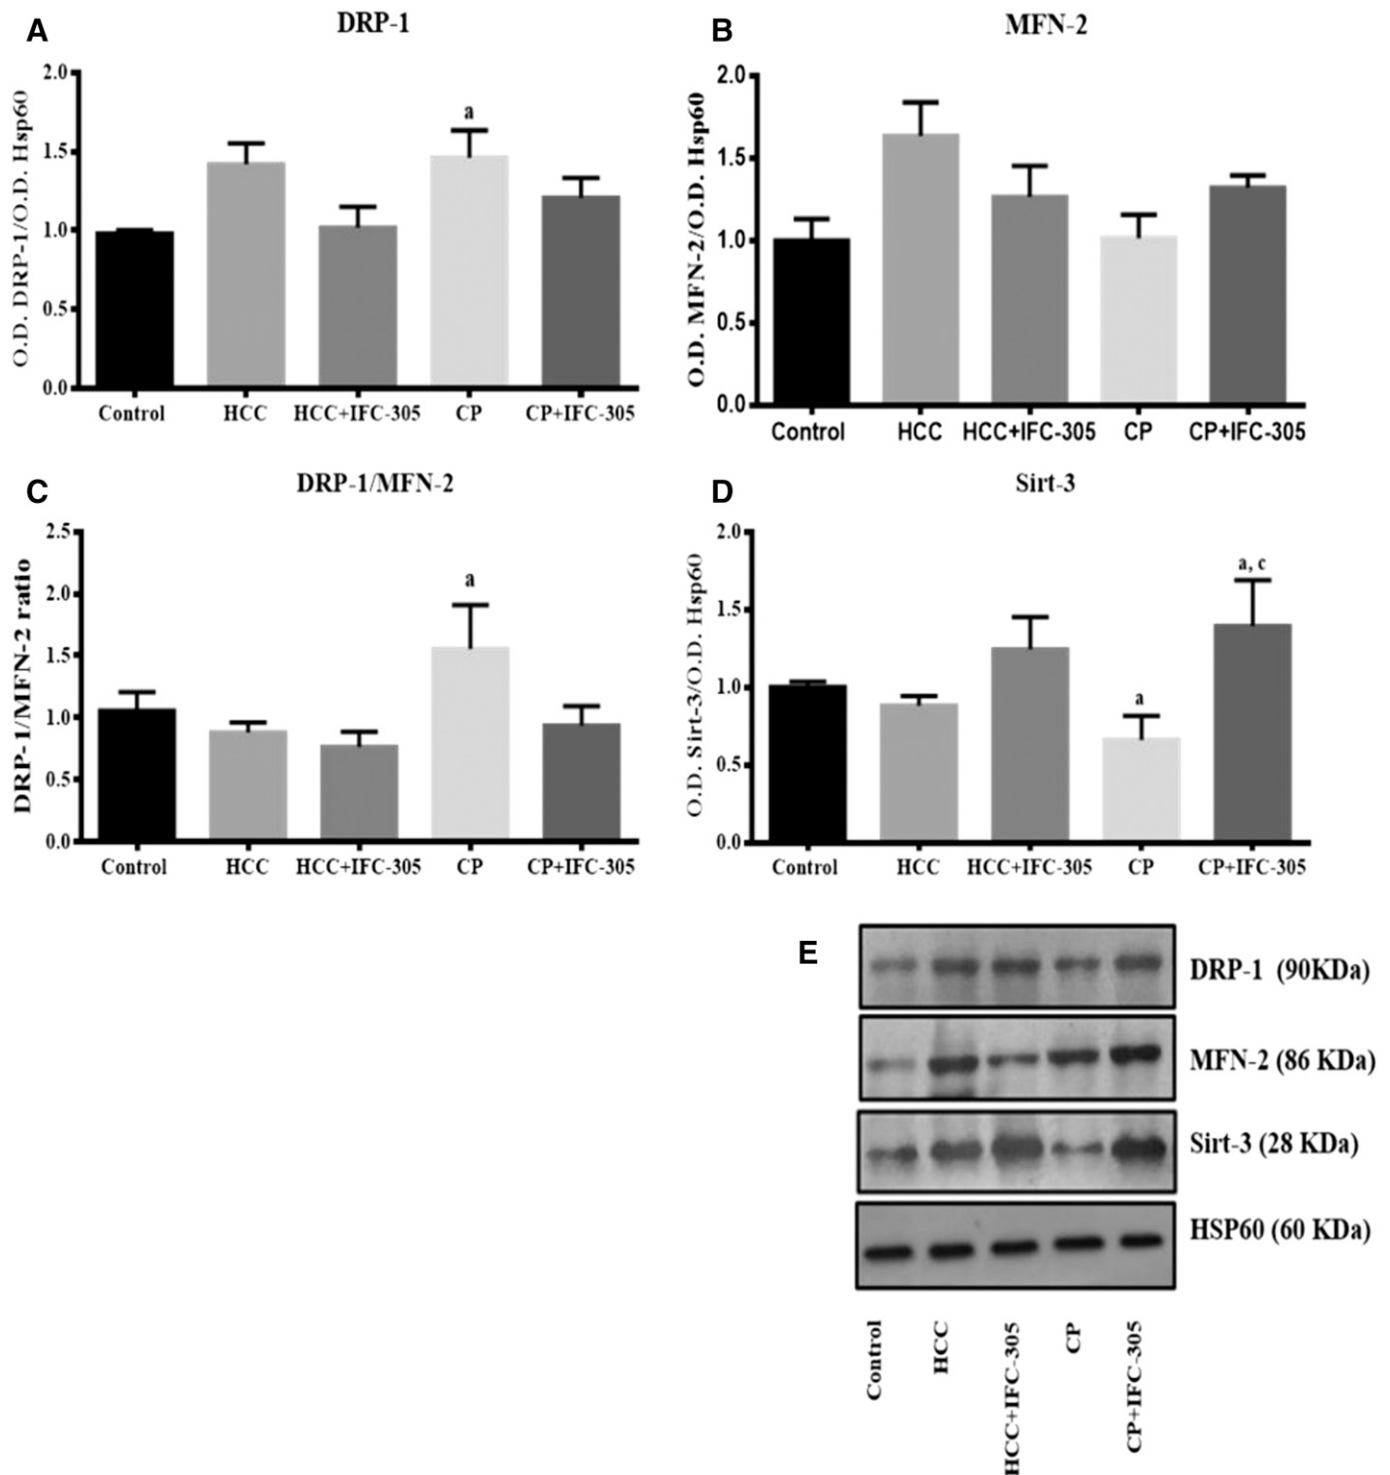 A
DRP-1
O.D. DRP-1/O.D. Hsp60
2.0
1.5
1.0
0.5
0.0
a
Control HCC HCC+IFC-305 CP CP+IFC-305
B
MFN-2
O.D. MFN-2/O.D. Hsp60
2.0
1.5
1.0
0.5
0.0
Control HCC HCC+IFC-305 CP CP+IFC-305
C
DRP-1/MFN-2
DRP-1/MFN-2 ratio
2.5
2.0
1.5
1.0
0.5
0.0
a
Control HCC HCC+IFC-305 CP CP+IFC-305
D
Sirt-3
O.D. Sirt-3/O.D. Hsp60
2.0
1.5
1.0
0.5
0.0
a
a, c
Control HCC HCC+IFC-305 CP CP+IFC-305
E
DRP-1 (90KDa)
MFN-2 (86 KDa)
Sirt-3 (28 KDa)
HSP60 (60 KDa)
Control
HCC
HCC+IFC-305
CP
CP+IFC-305